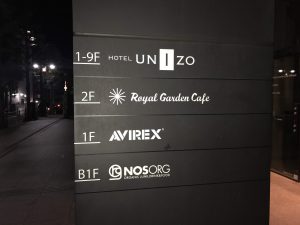 1-9F HOTEL UNIZO
2F Royal Garden Cafe
1F AVIREX
B1F NOSORG